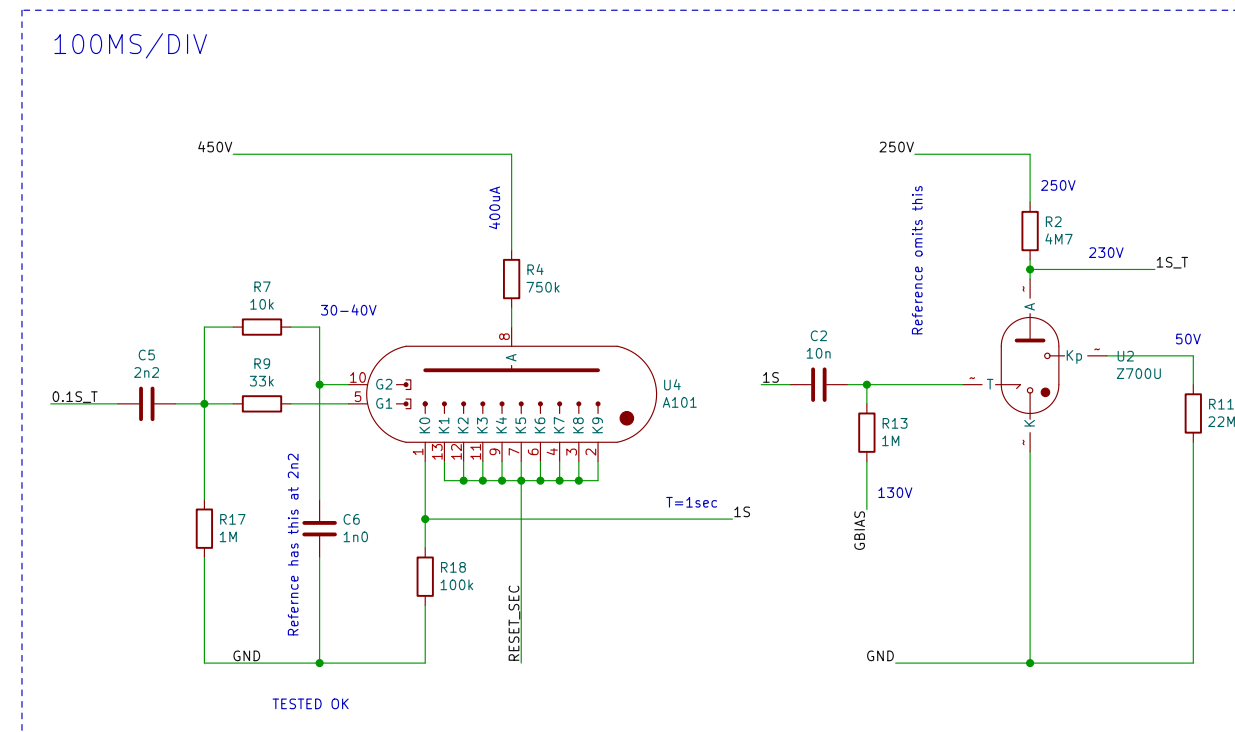 100MS/DIV
450V
400uA
R4
750k
R7
10k
30-40V
C5
2n2
R9
33k
0.1S_T
8
A
10
G2
5
G1
U4
A101
K0
K1
K2
K3
K4
K5
K6
K7
K8
K9
1
13
12
11
9
7
6
4
3
2
T=1sec
1S
R17
1M
Refernce has this at 2n2
C6
1n0
R18
100k
RESET_SEC
GND
TESTED OK
250V
250V
Reference omits this
R2
4M7
230V
1S_T
~
A
C2
10n
1S
~
T
Kp
~
U2
Z700U
50V
K
~
R13
1M
130V
GBIAS
R11
22M
GND